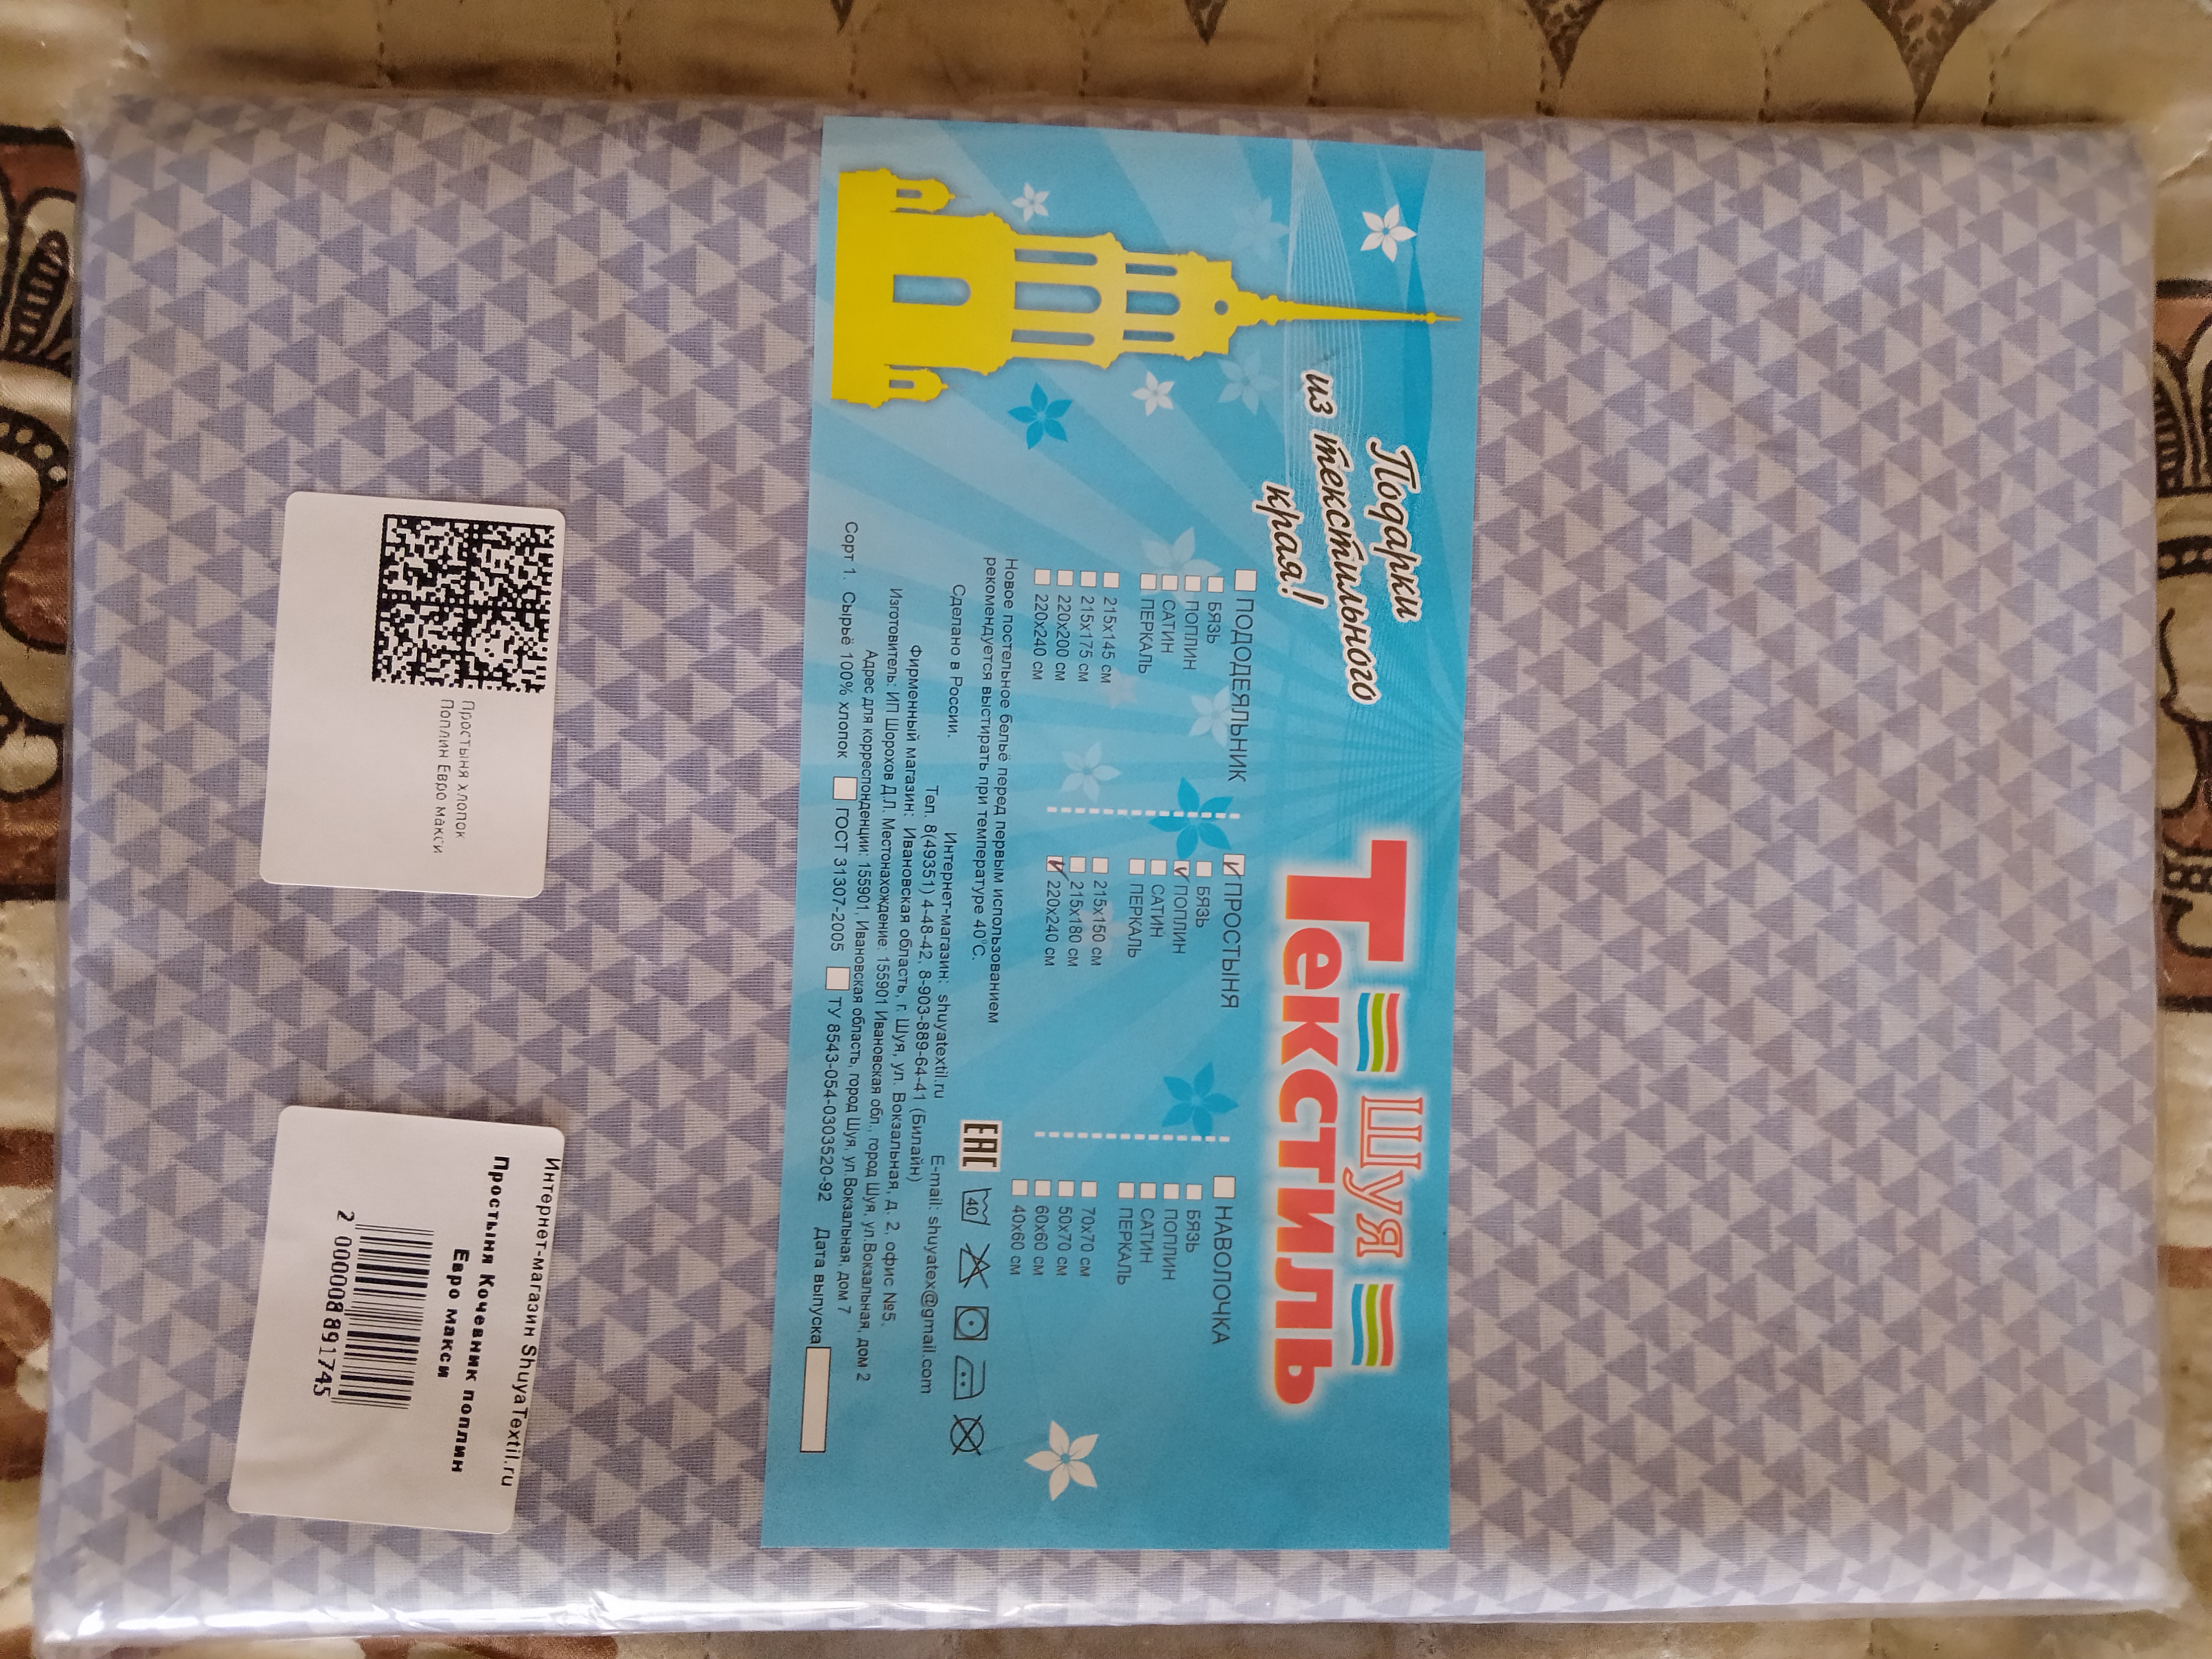 Подарки
из текстильного
края!
Шуя
Текстиль
ПОДОДЕЯЛЬНИК
БЯЗЬ
ПОПЛИН
САТИН
ПЕРКАЛЬ
215х145 см
215х175 см
220х200 см
220х240 см
ПРОСТЫНЯ
БЯЗЬ
ПОПЛИН
САТИН
ПЕРКАЛЬ
215х150 см
215х180 см
220х240 см
НАВОЛОЧКА
БЯЗЬ
ПОПЛИН
САТИН
ПЕРКАЛЬ
70х70 см
50х70 см
60х60 см
40х60 см
Новое постельное бельё перед первым использованием
рекомендуется выстирать при температуре 40°С.
EAC
40
Сделано в России.
Интернет-магазин: shuyatextil.ru E-mail: shuyatex@gmail.com
Тел. 8(49351) 4-48-42, 8-903-889-64-41 (Билайн)
Фирменный магазин: Ивановская область, г. Шуя, ул. Вокзальная, д. 2, офис №5.
Изготовитель: ИП Шорохов Д.Л. Местонахождение: 155901 Ивановская обл., город Шуя, ул.Вокзальная, дом 2
Адрес для корреспонденции: 155901, Ивановская область, город Шуя, ул.Вокзальная, дом 7
Сорт 1. Сырьё 100% хлопок ГОСТ 31307-2005 ТУ 8543-054-0303520-92 Дата выпуска
Простыня хлопок
Поплин Евро макси
Интернет-магазин ShuyaTextil.ru
Простыня Кочевник поплин
Евро макси
2 000008 891745